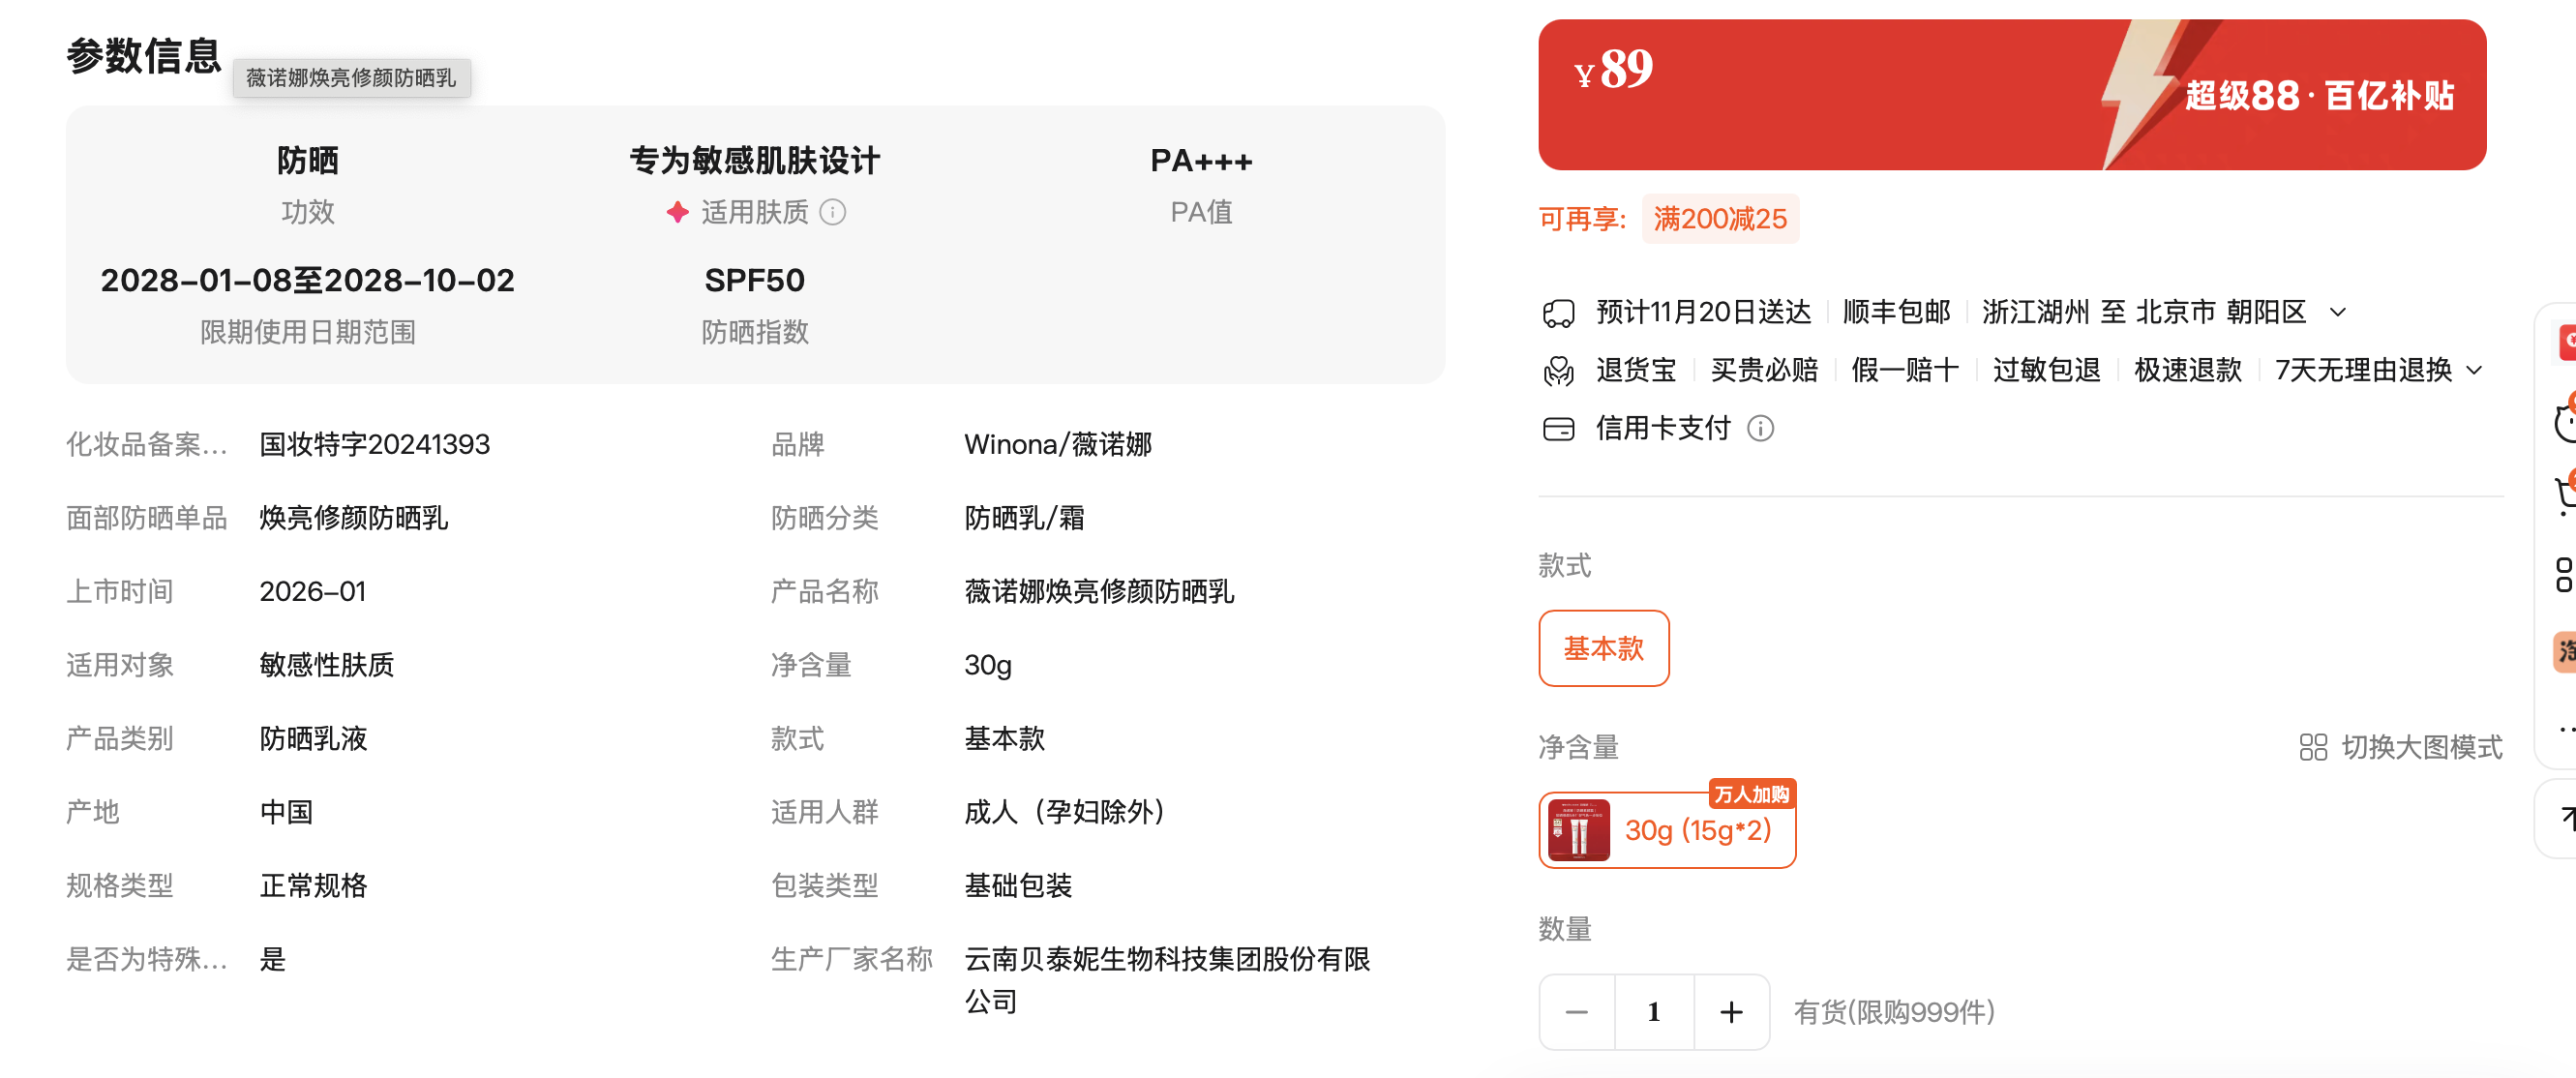 参数信息
薇诺娜焕亮修颜防晒乳
防晒
功效
专为敏感肌肤设计
适用肤质
PA+++
PA值
2028-01-08至2028-10-02
限期使用日期范围
SPF50
防晒指数
化妆品备案... 国妆特字20241393
品牌 Winona/薇诺娜
面部防晒单品 焕亮修颜防晒乳
防晒分类 防晒乳/霜
上市时间 2026-01
产品名称 薇诺娜焕亮修颜防晒乳
适用对象 敏感性肤质
净含量 30g
产品类别 防晒乳液
款式 基本款
产地 中国
适用人群 成人（孕妇除外）
规格类型 正常规格
包装类型 基础包装
是否为特殊... 是
生产厂家名称 云南贝泰妮生物科技集团股份有限
公司
¥89
超级88·百亿补贴
可再享: 满200减25
预计11月20日送达 顺丰包邮 浙江湖州 至 北京市 朝阳区
退货宝 买贵必赔 假一赔十 过敏包退 极速退款 7天无理由退换
信用卡支付
款式
基本款
净含量
切换大图模式
万人加购
30g (15g*2)
数量
1
有货(限购999件)